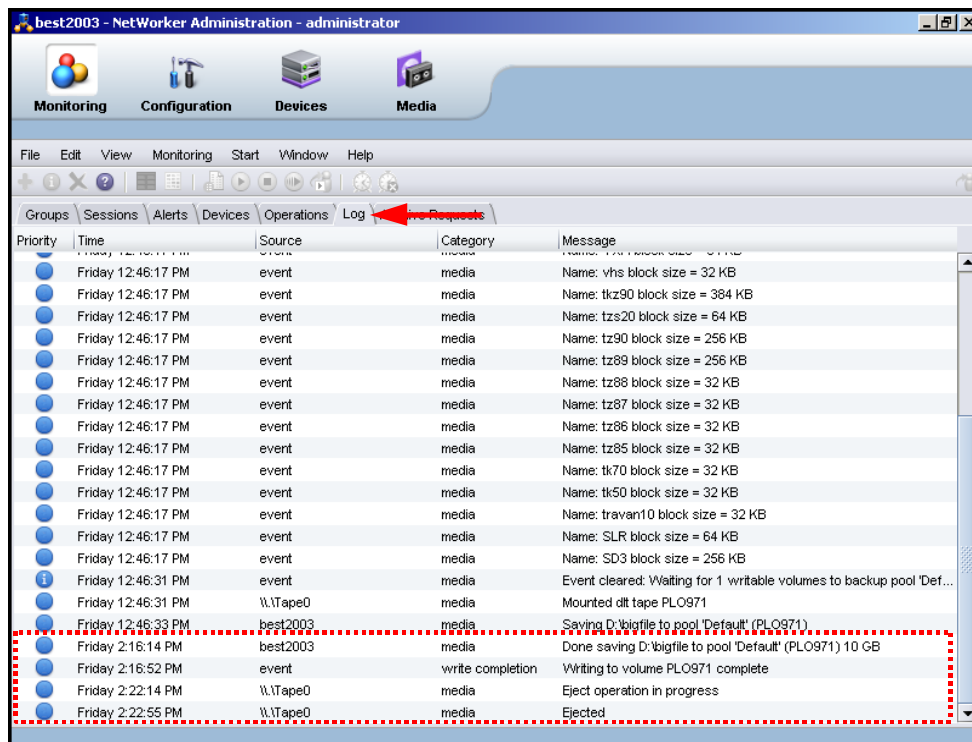 best2003 - NetWorker Administration - administrator
Monitoring Configuration Devices Media
File Edit View Monitoring Start Window Help
Groups Sessions Alerts Devices Operations Log Requests
Priority Time Source Category Message
Friday 12:46:17 PM event media Name: vhs block size = 32 KB
Friday 12:46:17 PM event media Name: tkz90 block size = 384 KB
Friday 12:46:17 PM event media Name: tzs20 block size = 64 KB
Friday 12:46:17 PM event media Name: tz90 block size = 256 KB
Friday 12:46:17 PM event media Name: tz89 block size = 256 KB
Friday 12:46:17 PM event media Name: tz88 block size = 32 KB
Friday 12:46:17 PM event media Name: tz87 block size = 32 KB
Friday 12:46:17 PM event media Name: tz86 block size = 32 KB
Friday 12:46:17 PM event media Name: tz85 block size = 32 KB
Friday 12:46:17 PM event media Name: tk70 block size = 32 KB
Friday 12:46:17 PM event media Name: tk50 block size = 32 KB
Friday 12:46:17 PM event media Name: travan10 block size = 32 KB
Friday 12:46:17 PM event media Name: SLR block size = 64 KB
Friday 12:46:17 PM event media Name: SD3 block size = 256 KB
Friday 12:46:31 PM event media Event cleared: Waiting for 1 writable volumes to backup pool 'Def...
Friday 12:46:31 PM \\.\Tape0 media Mounted dlt tape PLO971
Friday 12:46:33 PM best2003 media Saving D:\bigfile to pool 'Default' (PLO971)
Friday 2:16:14 PM best2003 media Done saving D:\bigfile to pool 'Default' (PLO971) 10 GB
Friday 2:16:52 PM event write completion Writing to volume PLO971 complete
Friday 2:22:14 PM \\.\Tape0 media Eject operation in progress
Friday 2:22:55 PM \\.\Tape0 media Ejected